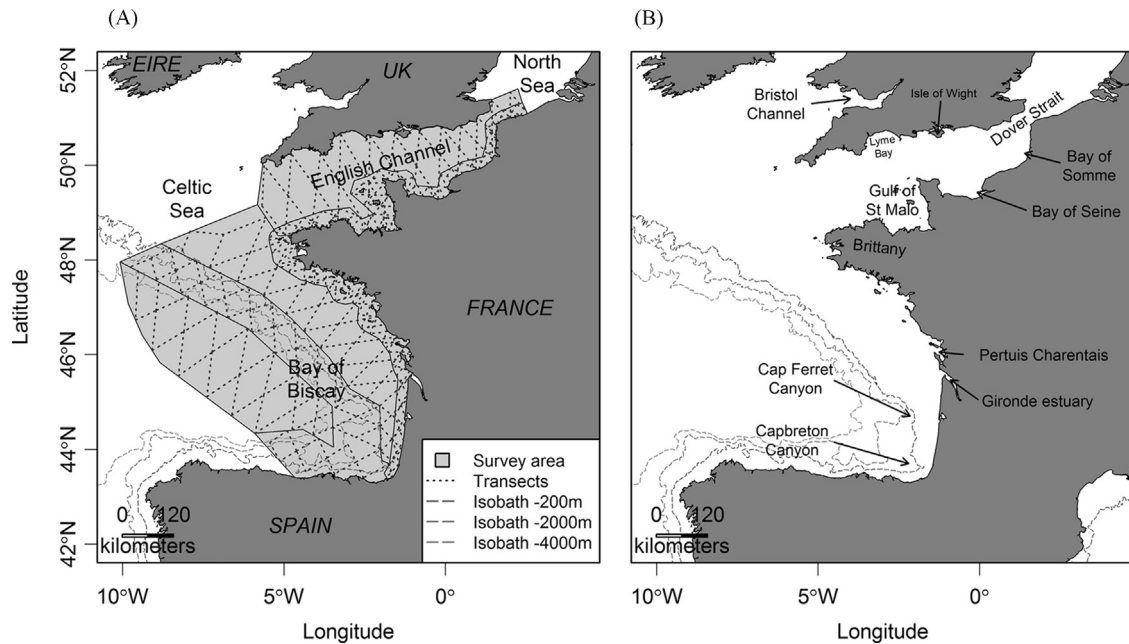 (A)
EIRE
UK
North
Sea
English Channel
Celtic
Sea
FRANCE
Bay of
Biscay
SPAIN
Survey area
Transects
Isobath -200m
Isobath -2000m
Isobath -4000m
0 120
kilometers
52°N
50°N
48°N
46°N
44°N
42°N
Latitude
10°W 5°W 0°
Longitude
(B)
Bristol
Channel
Isle of Wight
Dover Strait
Lyme
Bay
Bay of
Somme
Gulf of
St Malo
Bay of Seine
Brittany
Pertuis Charentais
Cap Ferret
Canyon
Gironde estuary
Capbreton
Canyon
0 120
kilometers
10°W 5°W 0°
Longitude